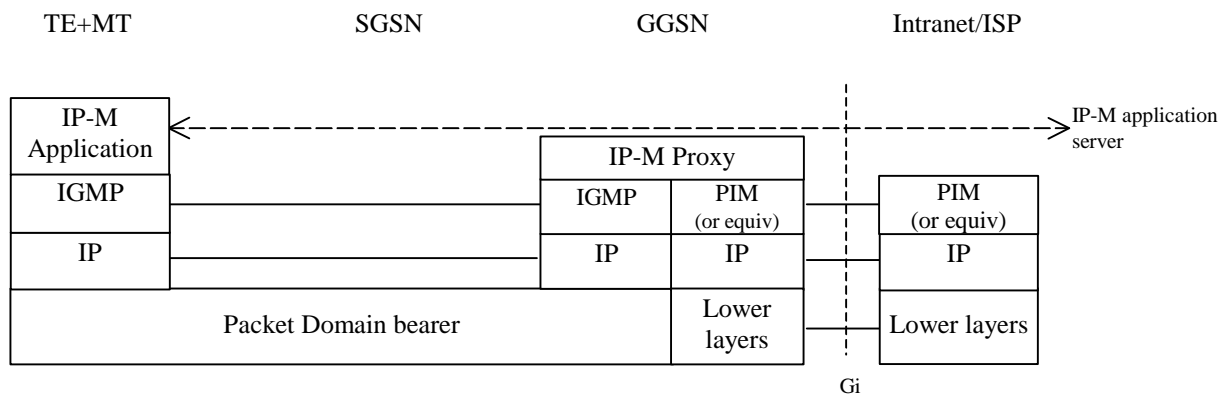 TE+MT
SGSN
GGSN
Intranet/ISP
IP-M
Application
IP-M application
server
IP-M Proxy
IGMP
IGMP
PIM
(or equiv)
PIM
(or equiv)
IP
IP
IP
IP
Packet Domain bearer
Lower
layers
Lower layers
Gi